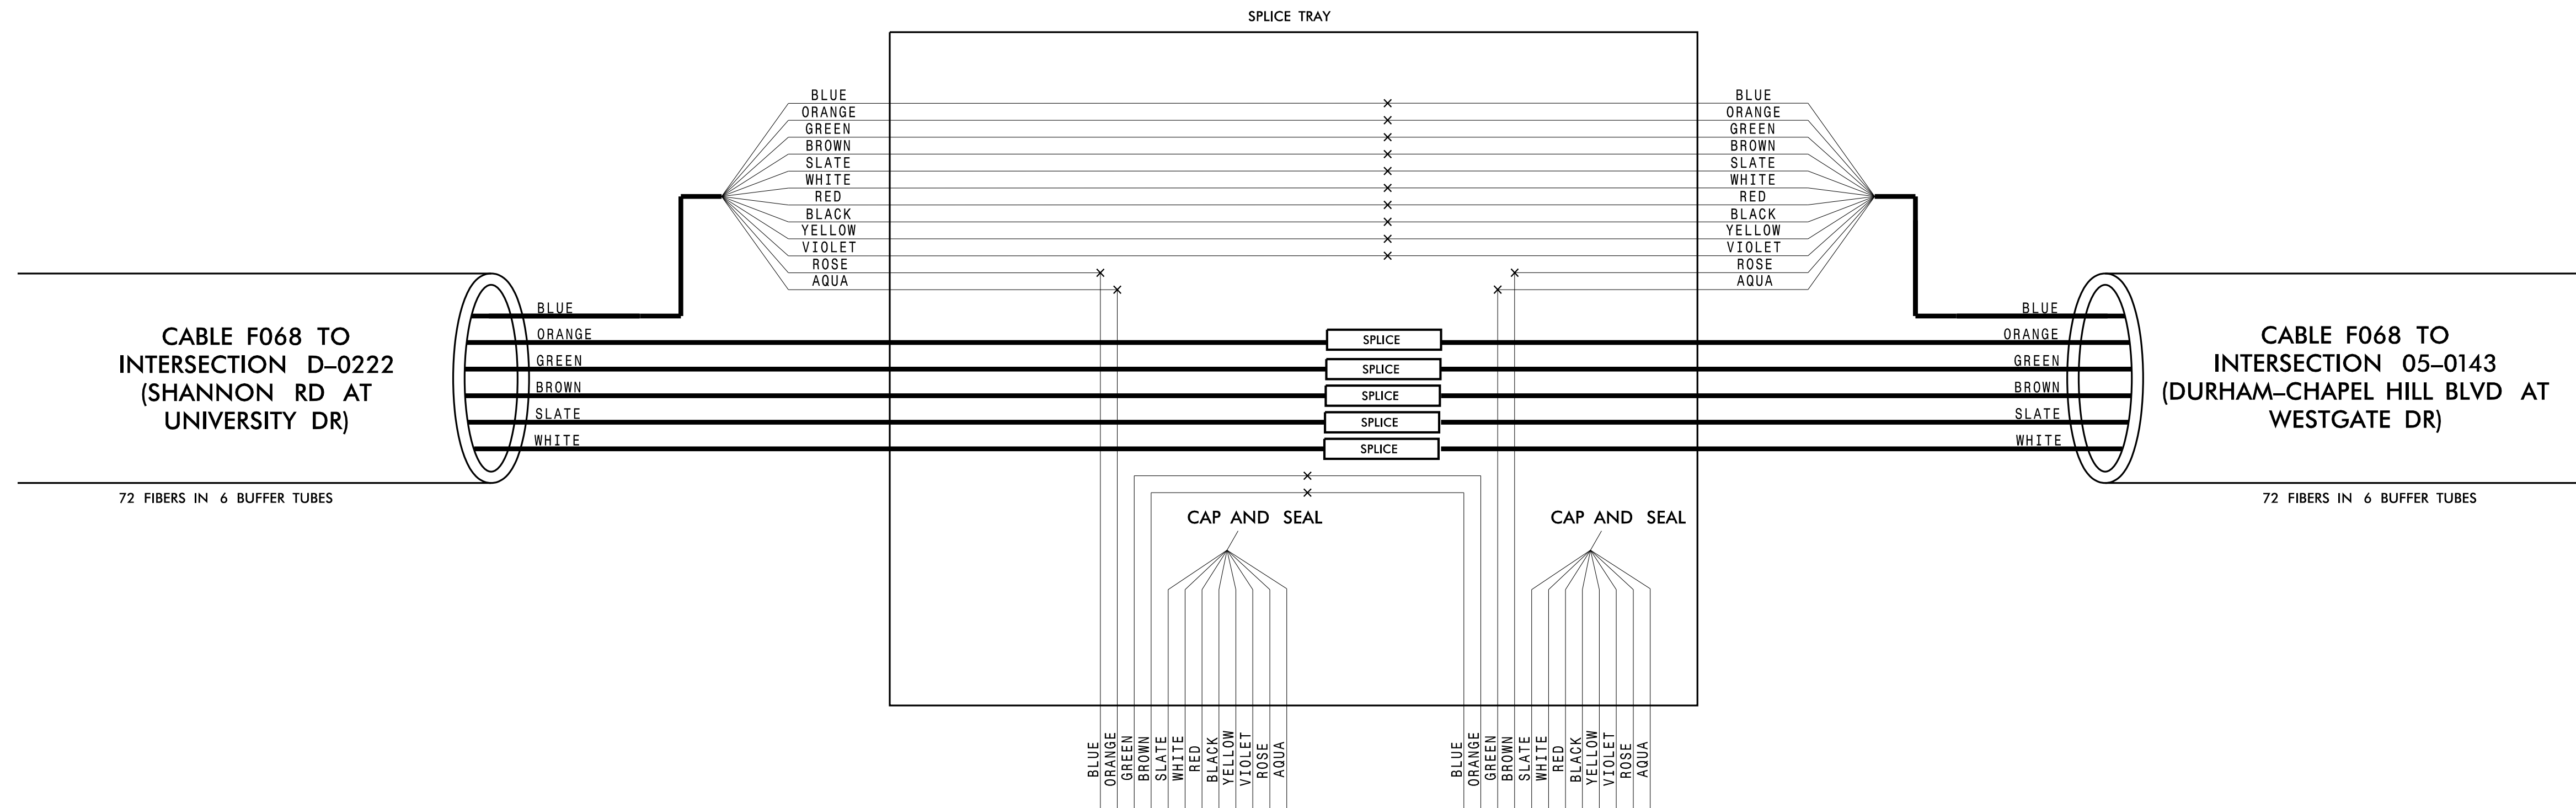 SPLICE TRAY
BLUE
ORANGE
GREEN
BROWN
SLATE
WHITE
RED
BLACK
YELLOW
VIOLET
ROSE
AQUA
BLUE
ORANGE
GREEN
BROWN
SLATE
WHITE
RED
BLACK
YELLOW
VIOLET
ROSE
AQUA
CABLE F068 TO
INTERSECTION D-0222
(SHANNON RD AT
UNIVERSITY DR)
72 FIBERS IN 6 BUFFER TUBES
BLUE
ORANGE
GREEN
BROWN
SLATE
WHITE
SPLICE
SPLICE
SPLICE
SPLICE
SPLICE
BLUE
ORANGE
GREEN
BROWN
SLATE
WHITE
CABLE F068 TO
INTERSECTION 05-0143
(DURHAM-CHAPEL HILL BLVD AT
WESTGATE DR)
72 FIBERS IN 6 BUFFER TUBES
CAP AND SEAL
CAP AND SEAL
BLUE
ORANGE
GREEN
BROWN
SLATE
WHITE
RED
BLACK
YELLOW
VIOLET
ROSE
AQUA
BLUE
ORANGE
GREEN
BROWN
SLATE
WHITE
RED
BLACK
YELLOW
VIOLET
ROSE
AQUA